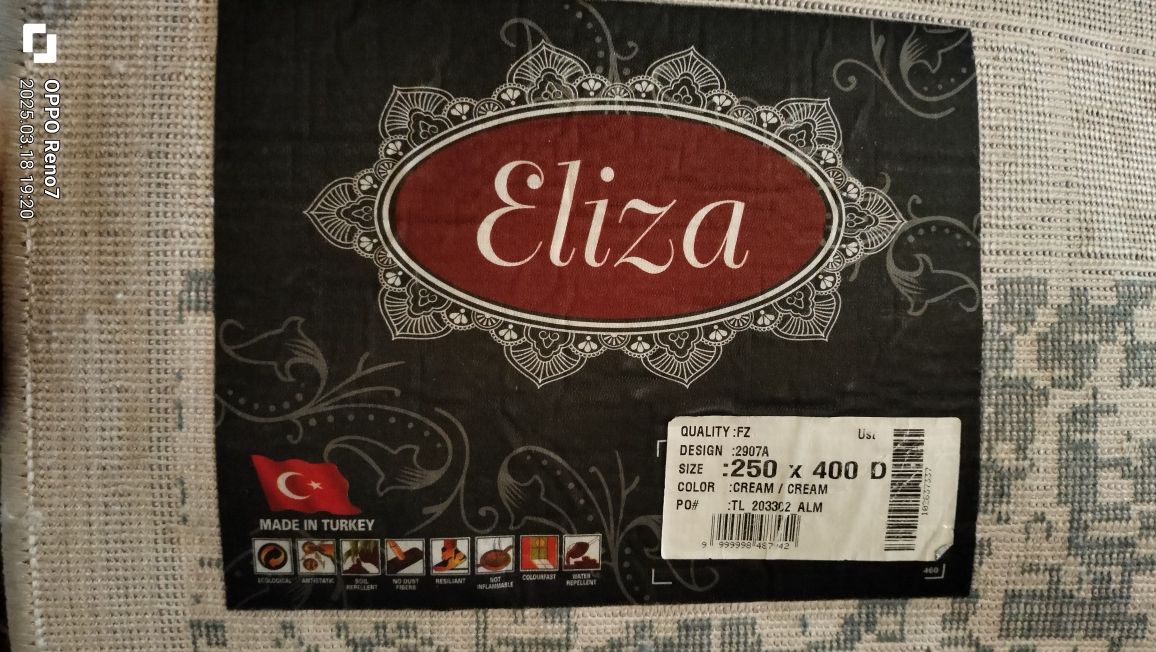 OPPO Reno7
2025.03.18 19:20
Eliza
QUALITY :FZ
DESIGN :2907A
SIZE :250 x 400 D
COLOR :CREAM / CREAM
PO# :TL 203302 ALM
MADE IN TURKEY
ECOLOGICAL
ANTISTATIC
SOIL REPELLENT
NO DUST FIBERS
RESILIANT
NOT INFLAMMABLE
COLOURFAST
WATER REPELLENT
460